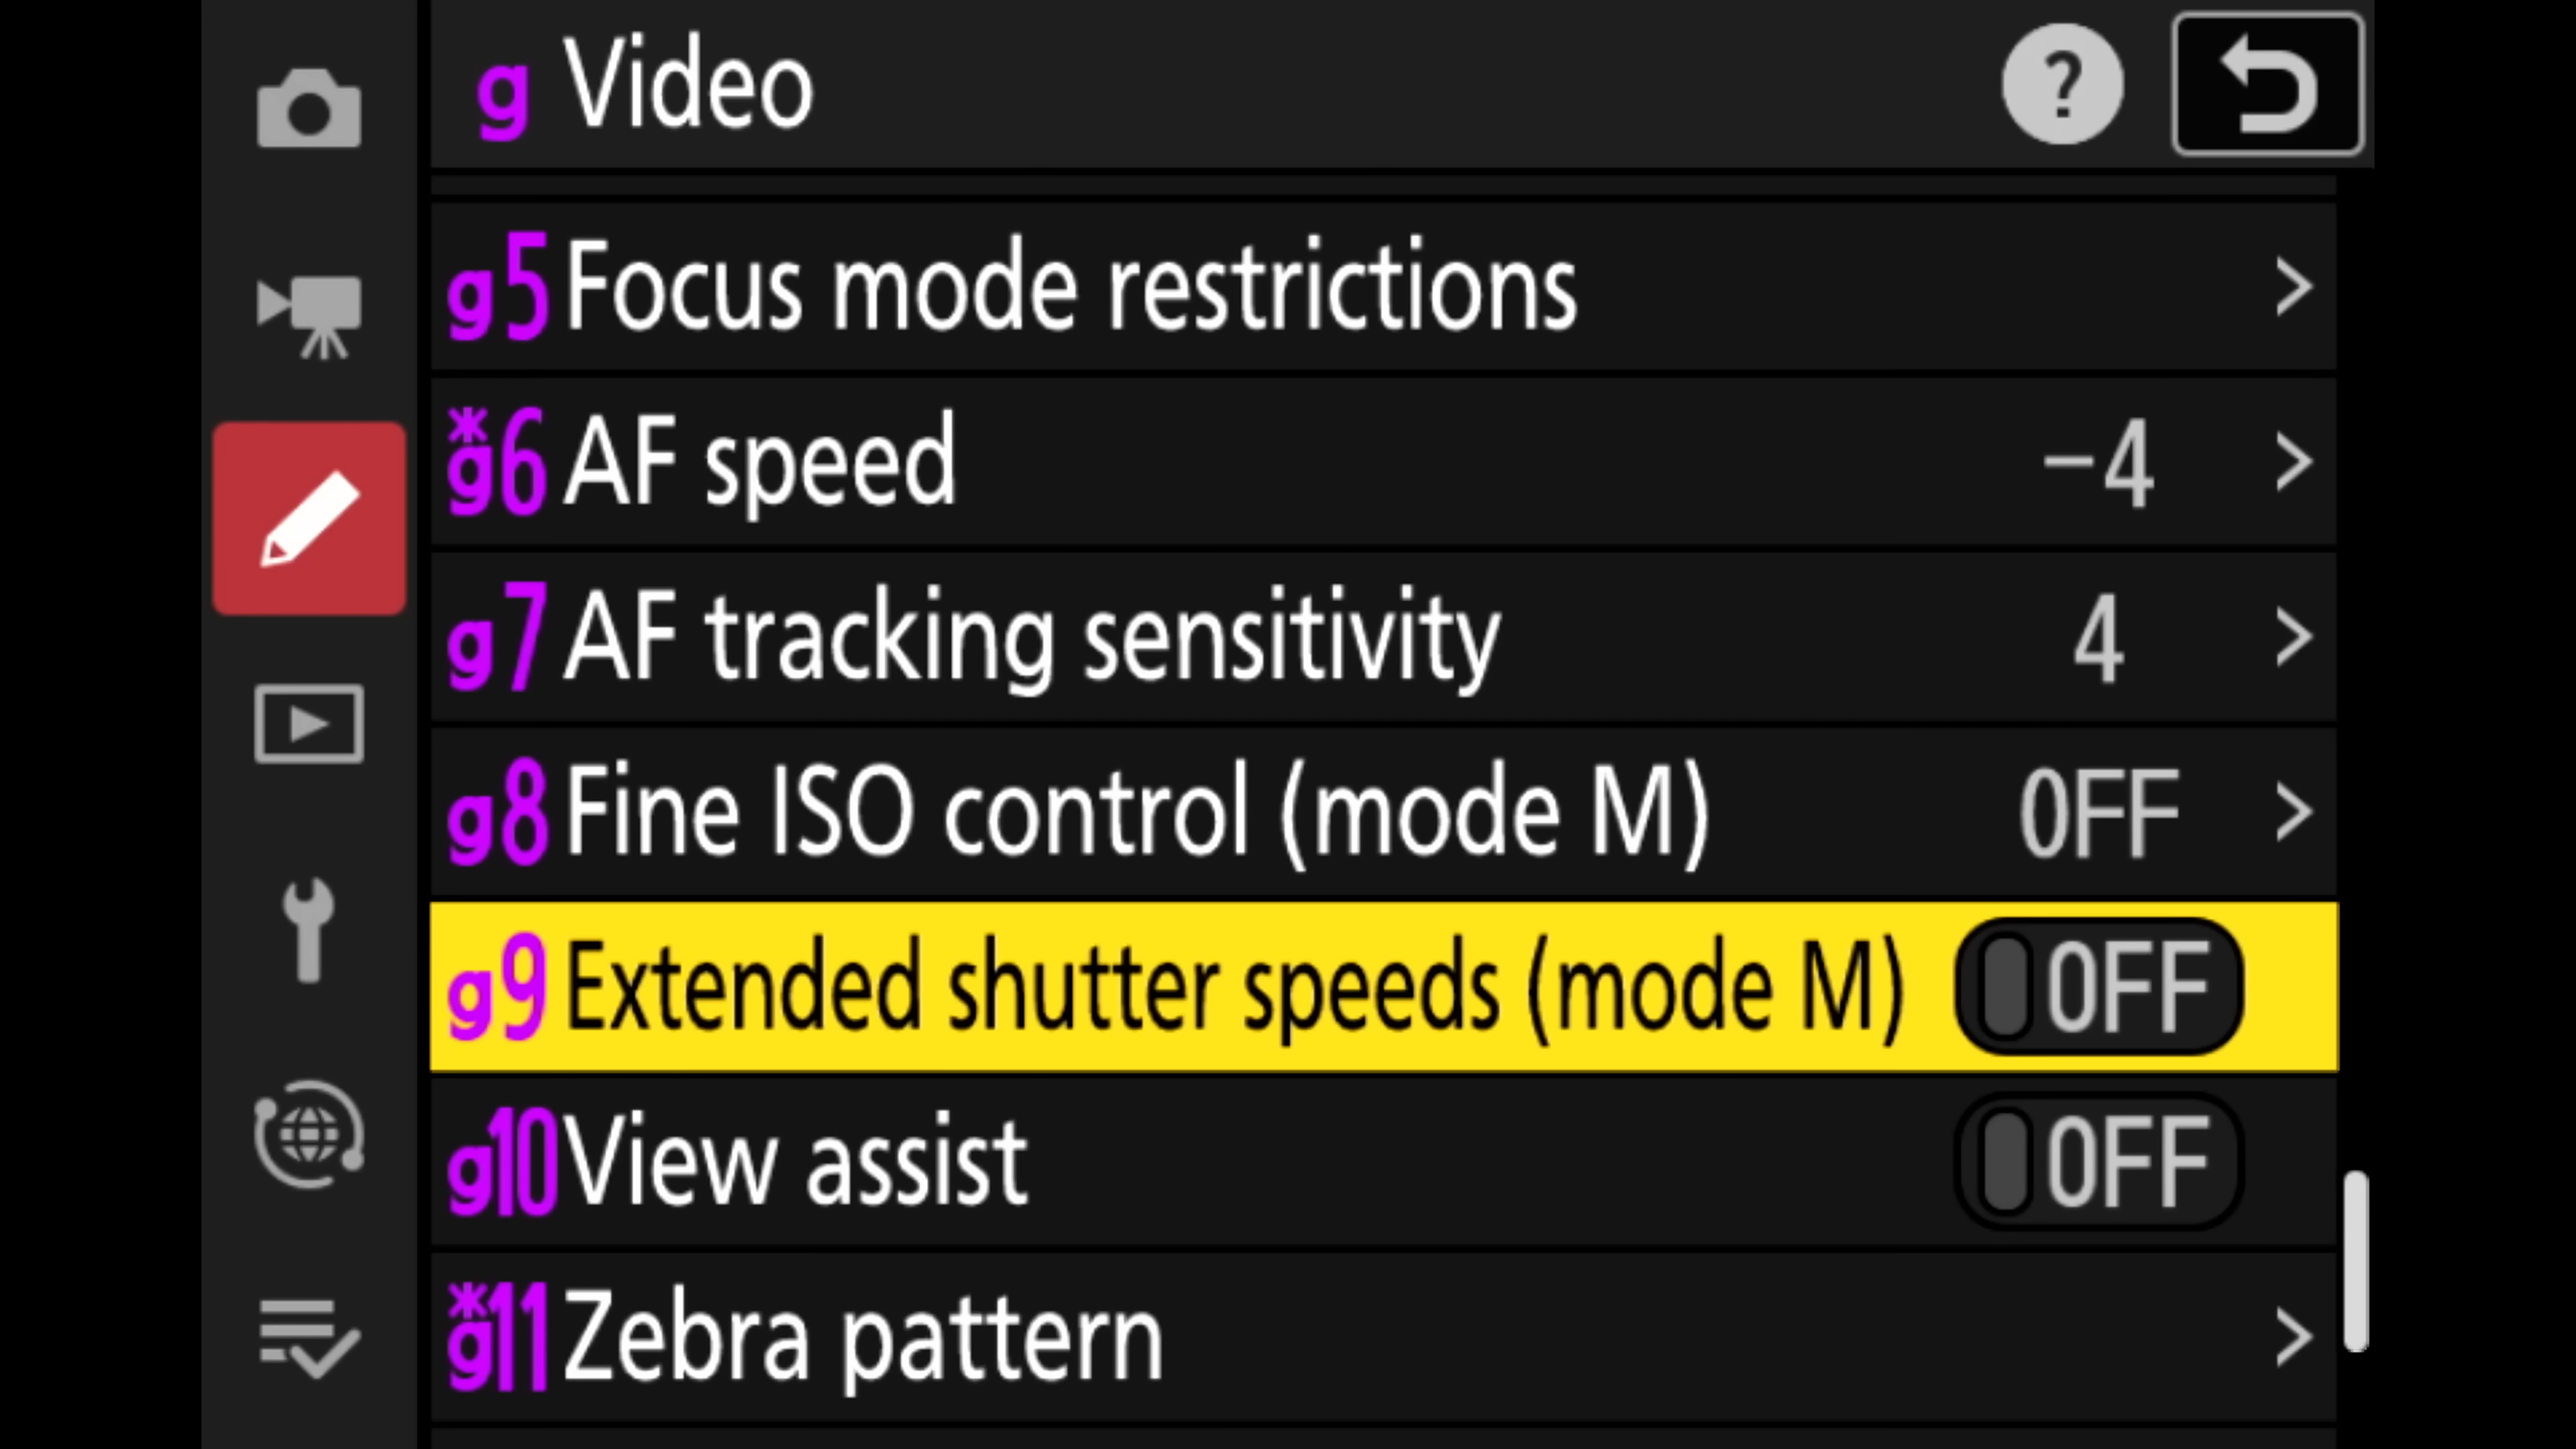 g Video ?
g5 Focus mode restrictions >
*g6 AF speed −4 >
g7 AF tracking sensitivity 4 >
g8 Fine ISO control (mode M) OFF >
g9 Extended shutter speeds (mode M) OFF
g10 View assist OFF
*g11 Zebra pattern >